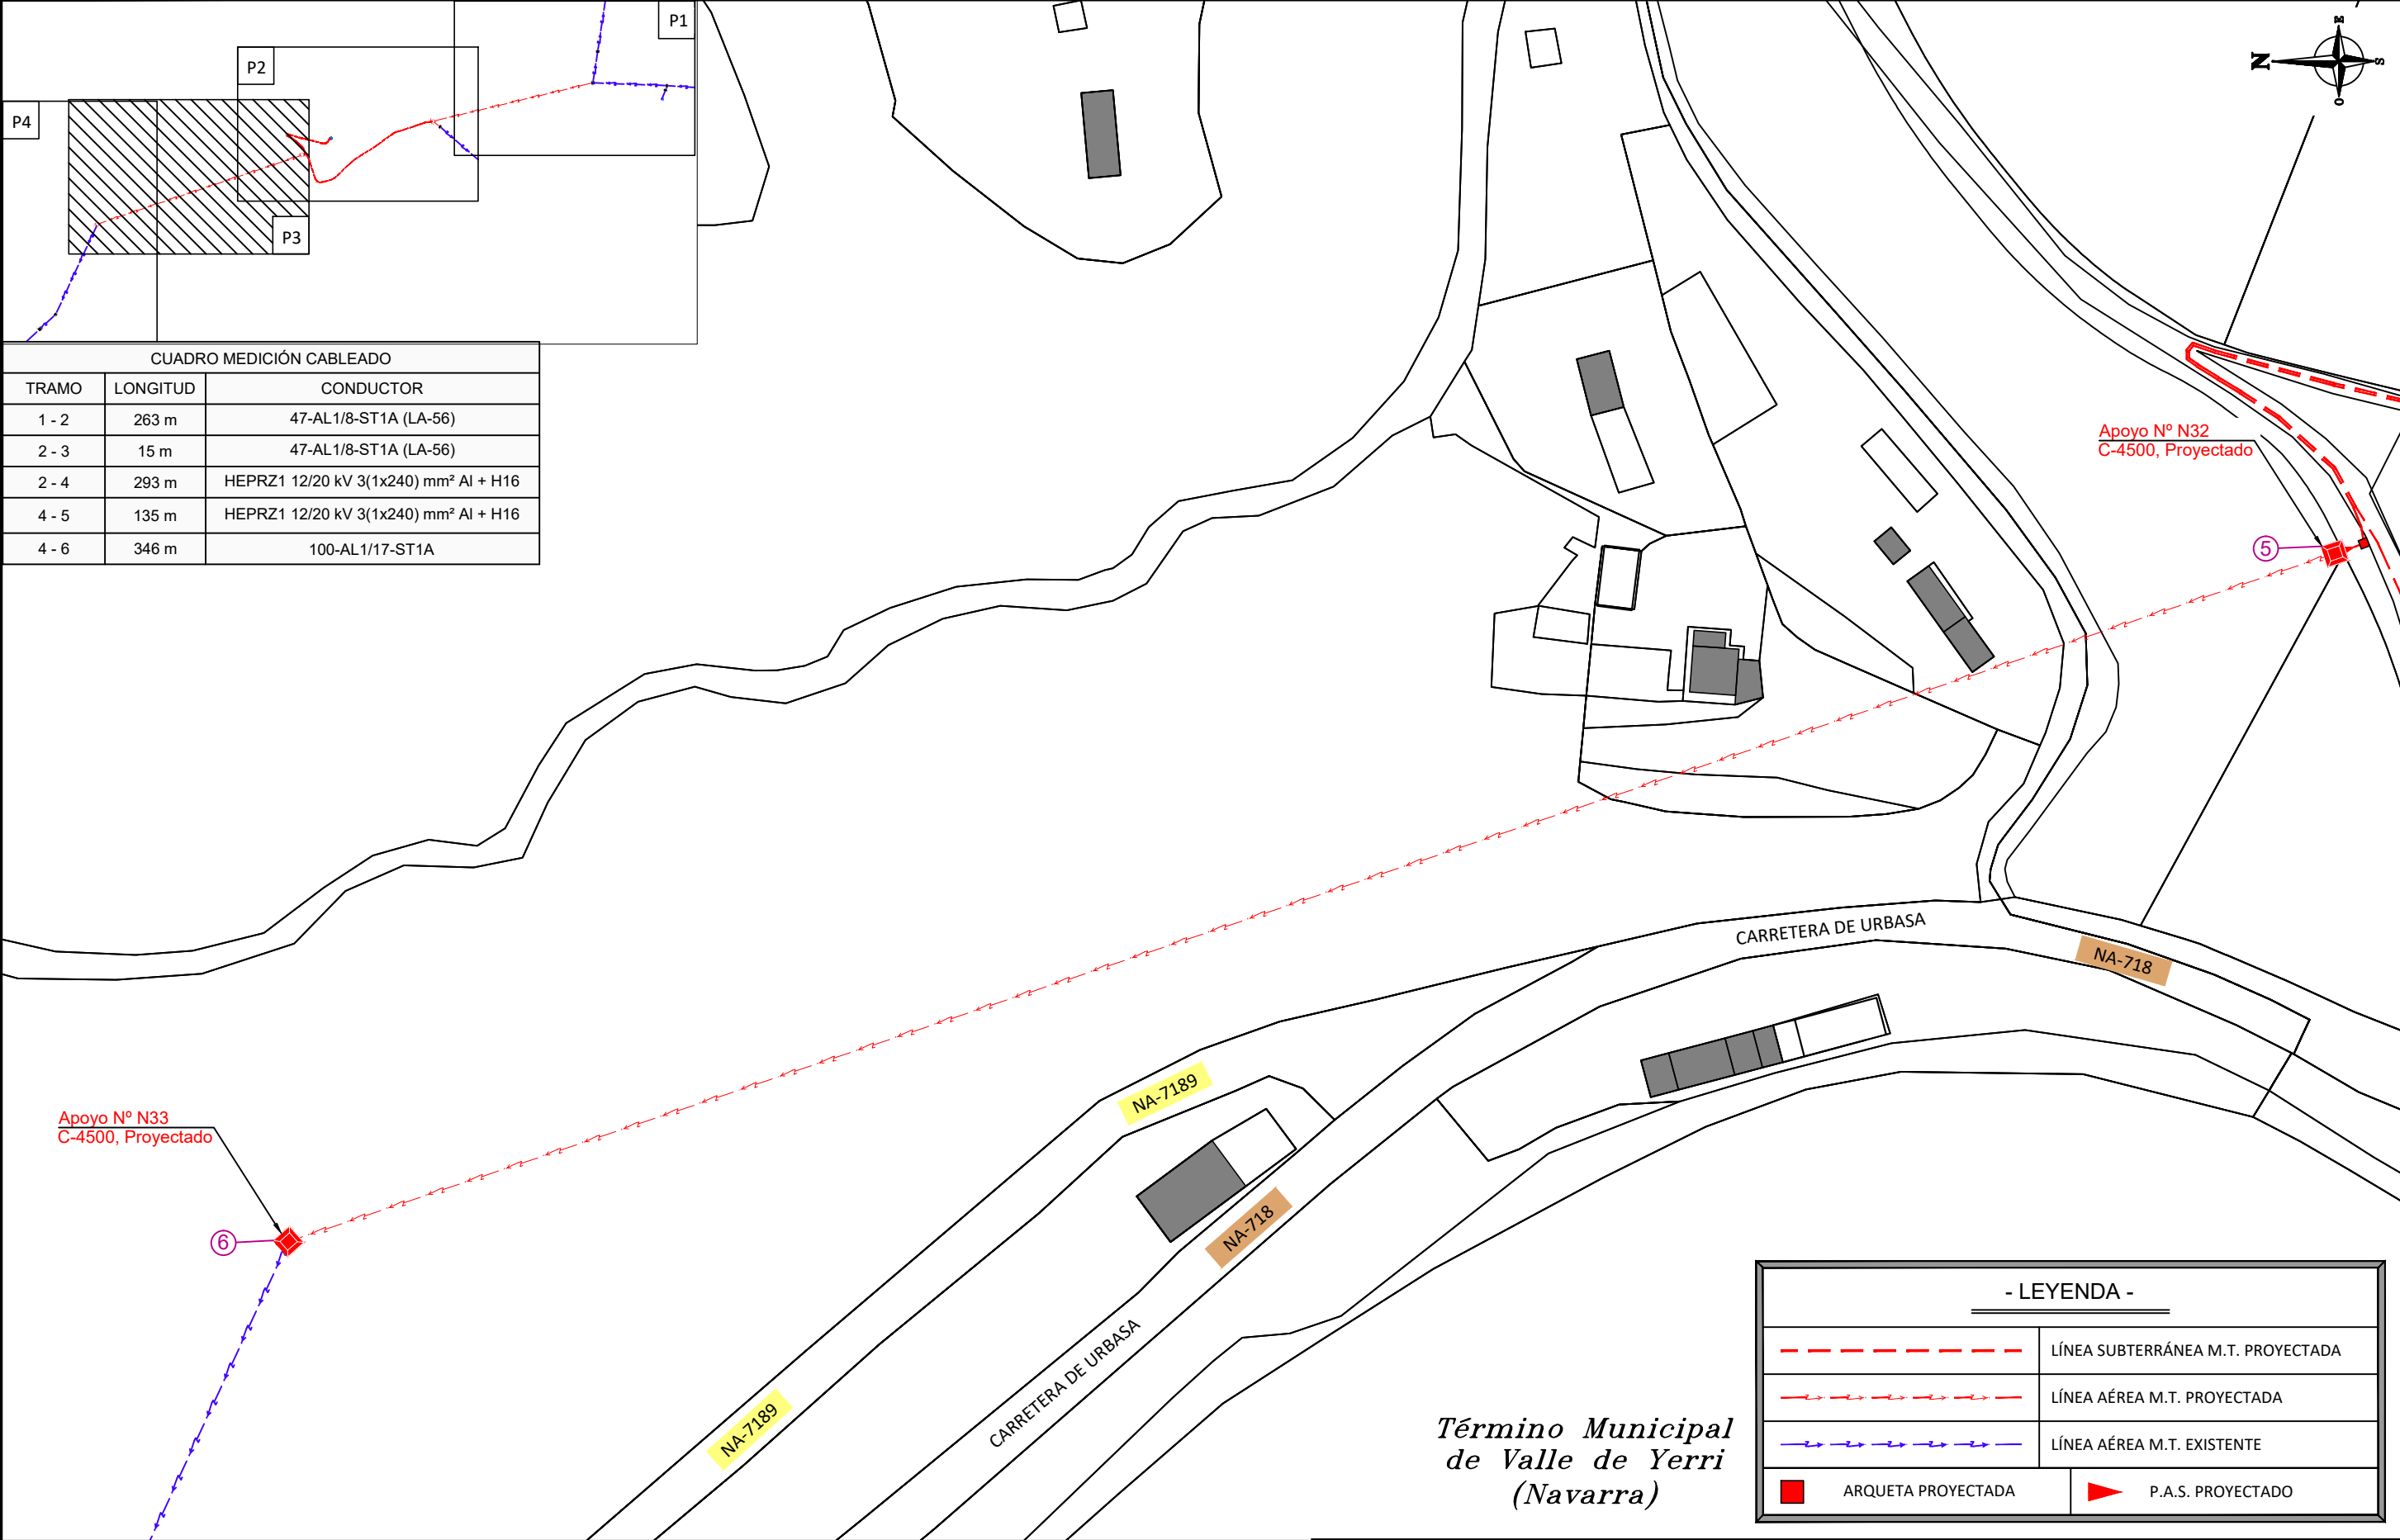 P1
P2
P4
P3
N
E
S
O
CUADRO MEDICIÓN CABLEADO
TRAMO LONGITUD CONDUCTOR
1 - 2 263 m 47-AL1/8-ST1A (LA-56)
2 - 3 15 m 47-AL1/8-ST1A (LA-56)
2 - 4 293 m HEPRZ1 12/20 kV 3(1x240) mm² Al + H16
4 - 5 135 m HEPRZ1 12/20 kV 3(1x240) mm² Al + H16
4 - 6 346 m 100-AL1/17-ST1A
Apoyo Nº N32
C-4500, Proyectado
5
CARRETERA DE URBASA
NA-718
NA-7189
Apoyo Nº N33
C-4500, Proyectado
6
NA-718
CARRETERA DE URBASA
NA-7189
Término Municipal
de Valle de Yerri
(Navarra)
- LEYENDA -
LÍNEA SUBTERRÁNEA M.T. PROYECTADA
LÍNEA AÉREA M.T. PROYECTADA
LÍNEA AÉREA M.T. EXISTENTE
ARQUETA PROYECTADA P.A.S. PROYECTADO